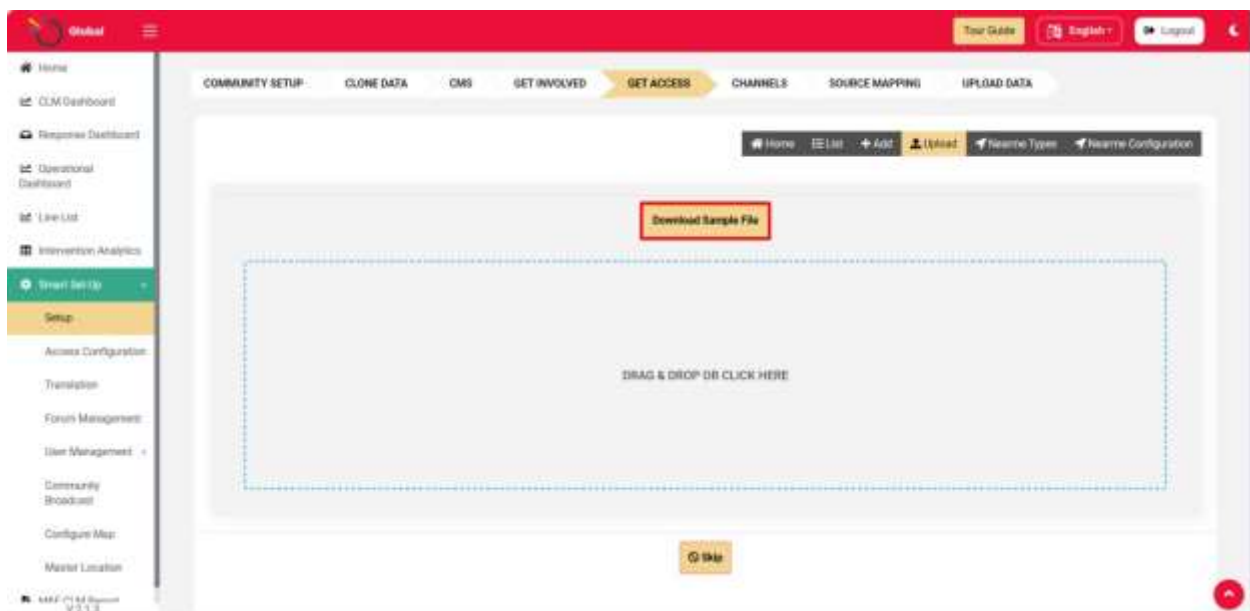 Global
Tour Guide
English
Logout
Home
CLM Dashboard
Response Dashboard
Operational
Dashboard
Line List
Intervention Analytics
Smart Set Up
Setup
Access Configuration
Translation
Forum Management
User Management
Community
Broadcast
Configure Map
Master Location
COMMUNITY SETUP CLONE DATA CMS GET INVOLVED GET ACCESS CHANNELS SOURCE MAPPING UPLOAD DATA
Home List Add Upload Nearme Types Nearme Configuration
Download Sample File
DRAG & DROP OR CLICK HERE
Skip